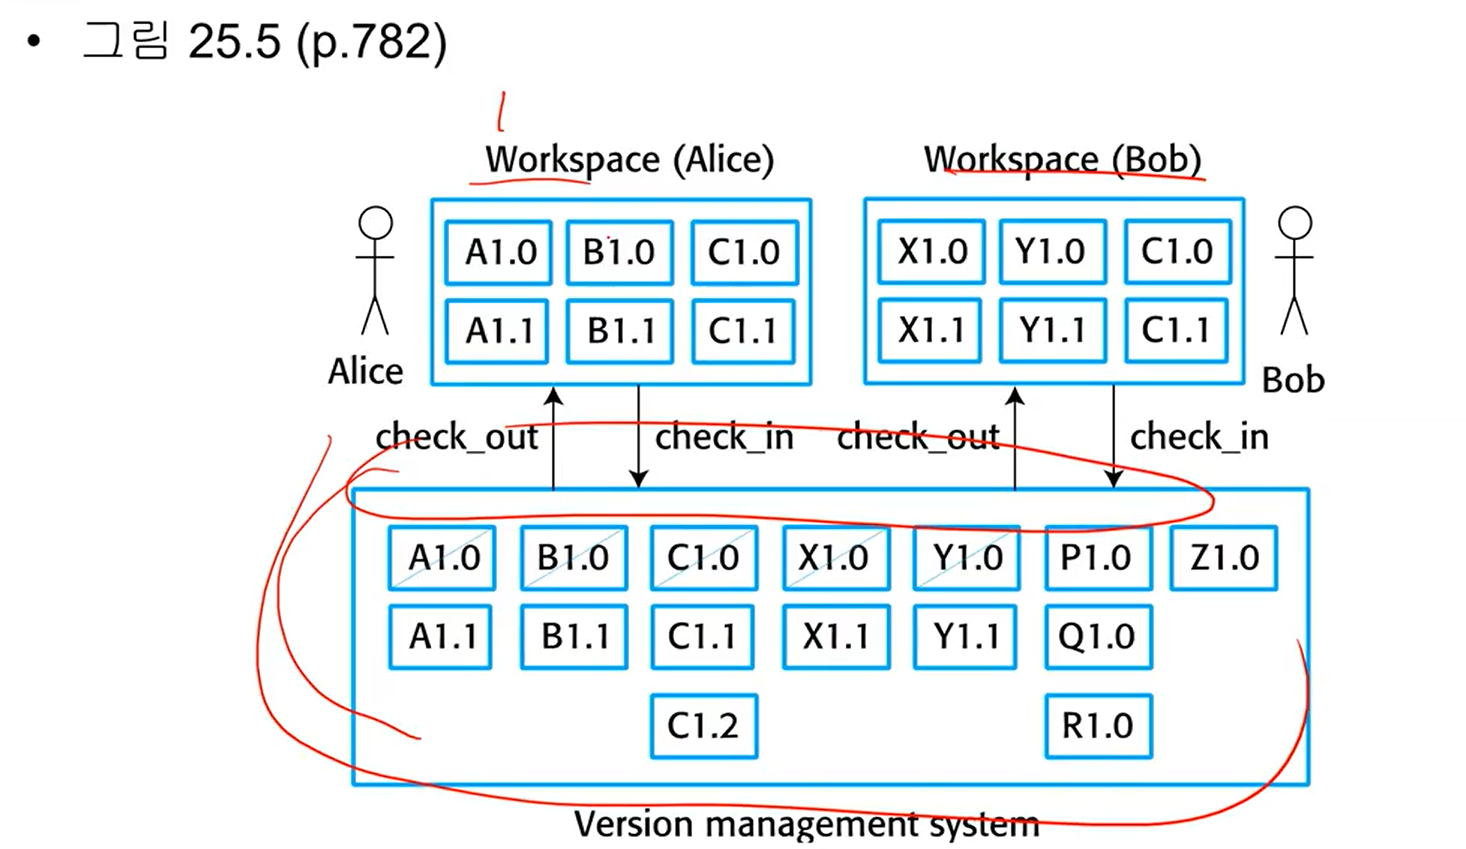 • 그림 25.5 (p.782)
Workspace (Alice)
Workspace (Bob)
A1.0 B1.0 C1.0
A1.1 B1.1 C1.1
X1.0 Y1.0 C1.0
X1.1 Y1.1 C1.1
Alice
Bob
check_out check_in check_out check_in
A1.0 B1.0 C1.0 X1.0 Y1.0 P1.0 Z1.0
A1.1 B1.1 C1.1 X1.1 Y1.1 Q1.0
C1.2 R1.0
Version management system